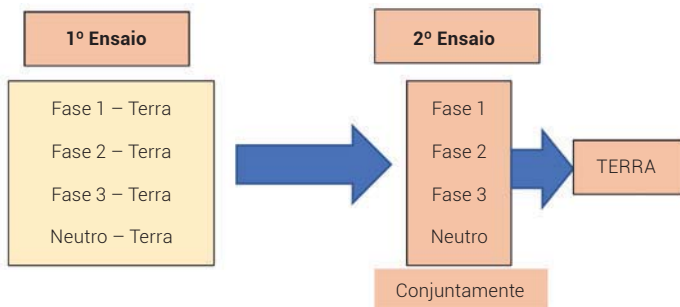 1º Ensaio
Fase 1 – Terra
Fase 2 – Terra
Fase 3 – Terra
Neutro – Terra
2º Ensaio
Fase 1
Fase 2
Fase 3
Neutro
Conjuntamente
TERRA